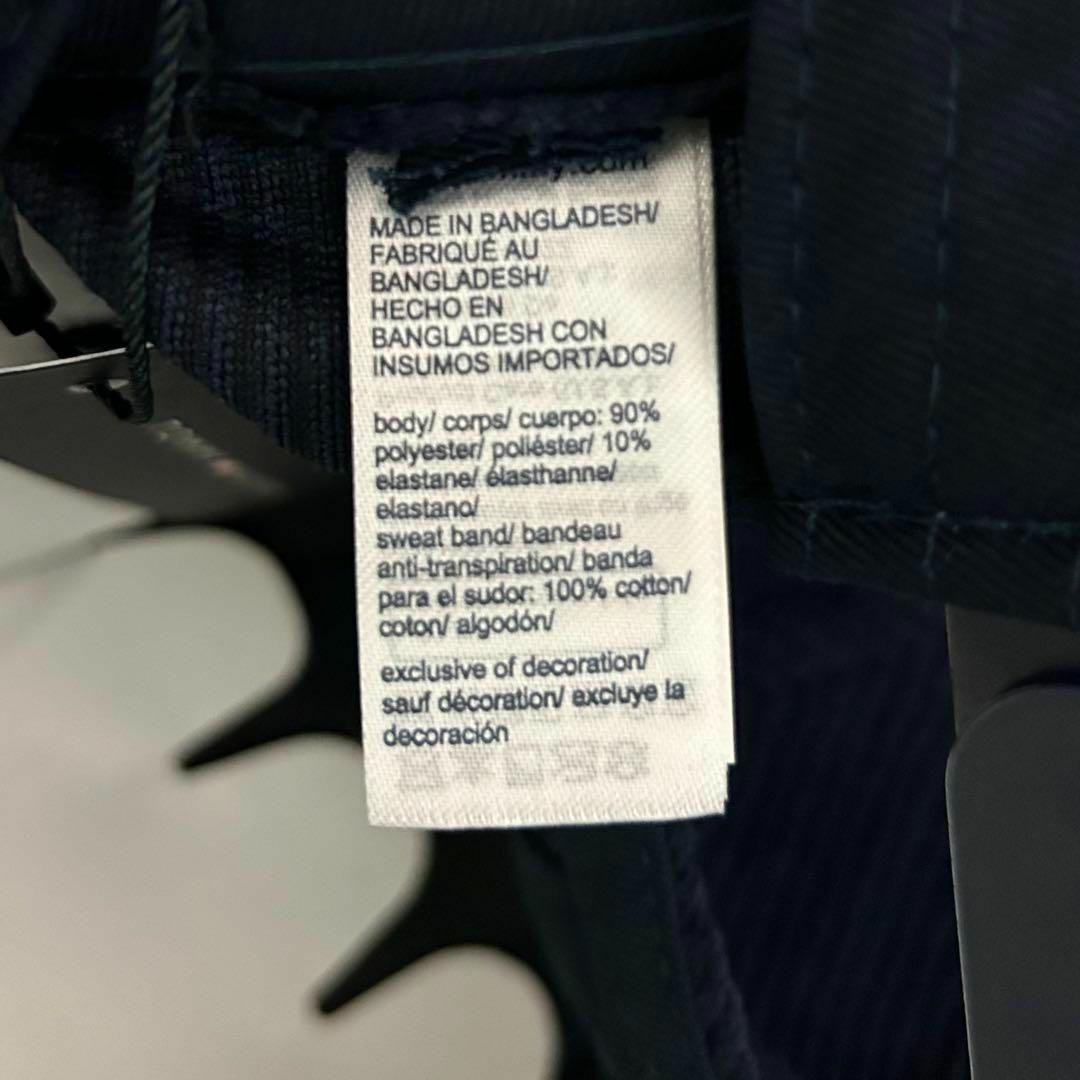 MADE IN BANGLADESH/
FABRIQUÉ AU
BANGLADESH/
HECHO EN
BANGLADESH CON
INSUMOS IMPORTADOS/
body/ corps/ cuerpo: 90%
polyester/ poliéster/ 10%
elastane/ élasthanne/
elastano/
sweat band/ bandeau
anti-transpiration/ banda
para el sudor: 100% cotton/
coton/ algodón/
exclusive of decoration/
sauf décoration/ excluye la
decoración